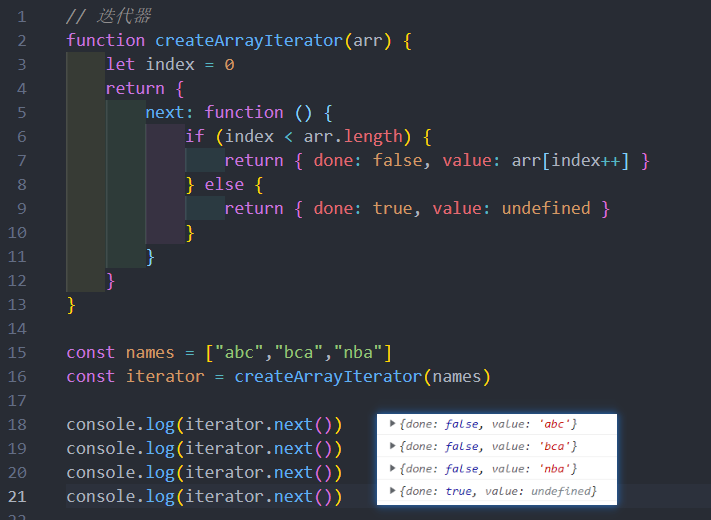 1 // 迭代器
2 function createArrayIterator(arr) {
3 let index = 0
4 return {
5 next: function () {
6 if (index < arr.length) {
7 return { done: false, value: arr[index++] }
8 } else {
9 return { done: true, value: undefined }
10 }
11 }
12 }
13 }
14
15 const names = ["abc","bca","nba"]
16 const iterator = createArrayIterator(names)
17
18 console.log(iterator.next())
19 console.log(iterator.next())
20 console.log(iterator.next())
21 console.log(iterator.next())
{done: false, value: 'abc'}
{done: false, value: 'bca'}
{done: false, value: 'nba'}
{done: true, value: undefined}